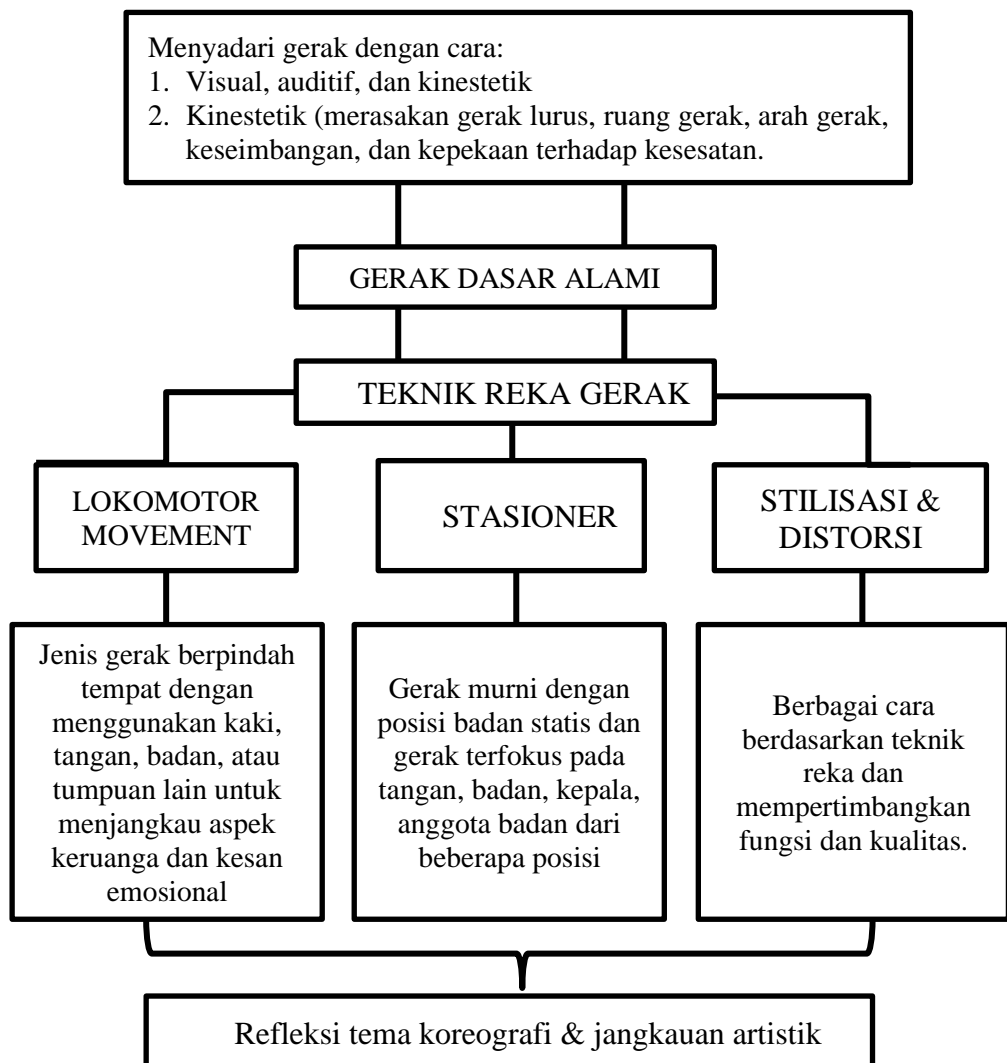 Menyadari gerak dengan cara:
1. Visual, auditif, dan kinestetik
2. Kinestetik (merasakan gerak lurus, ruang gerak, arah gerak,
keseimbangan, dan kepekaan terhadap kesesatan.
GERAK DASAR ALAMI
TEKNIK REKA GERAK
LOKOMOTOR
MOVEMENT
STASIONER
STILISASI &
DISTORSI
Jenis gerak berpindah
tempat dengan
menggunakan kaki,
tangan, badan, atau
tumpuan lain untuk
menjangkau aspek
keruanga dan kesan
emosional
Gerak murni dengan
posisi badan statis dan
gerak terfokus pada
tangan, badan, kepala,
anggota badan dari
beberapa posisi
Berbagai cara
berdasarkan teknik
reka dan
mempertimbangkan
fungsi dan kualitas.
Refleksi tema koreografi & jangkauan artistik